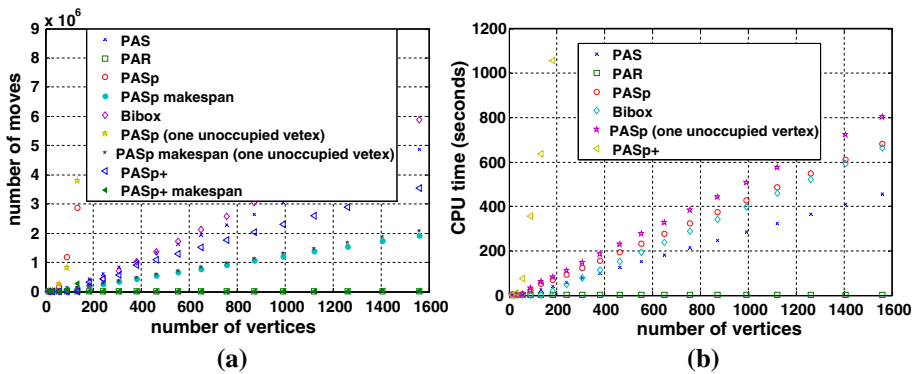 x 10^6
9
8
7
6
5
4
3
2
1
0
number of moves
PAS
PAR
PASp
PASp makespan
Bibox
PASp (one unoccupied vetex)
PASp makespan (one unoccupied vetex)
PASp+
PASp+ makespan
0 200 400 600 800 1000 1200 1400 1600
number of vertices
(a)
1200
1000
800
600
400
200
0
CPU time (seconds)
PAS
PAR
PASp
Bibox
PASp (one unoccupied vertex)
PASp+
0 200 400 600 800 1000 1200 1400 1600
number of vertices
(b)